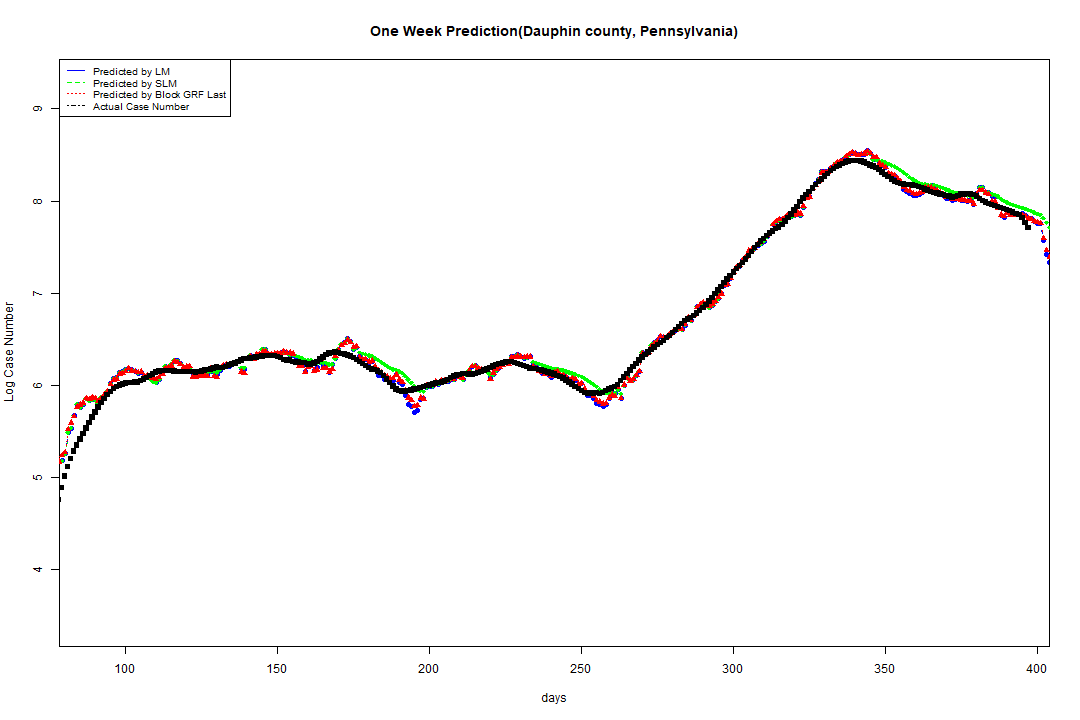 One Week Prediction(Dauphin county, Pennsylvania)
Predicted by LM
Predicted by SLM
Predicted by Block GRF Last
Actual Case Number
9
8
7
6
5
4
Log Case Number
100 150 200 250 300 350 400
days